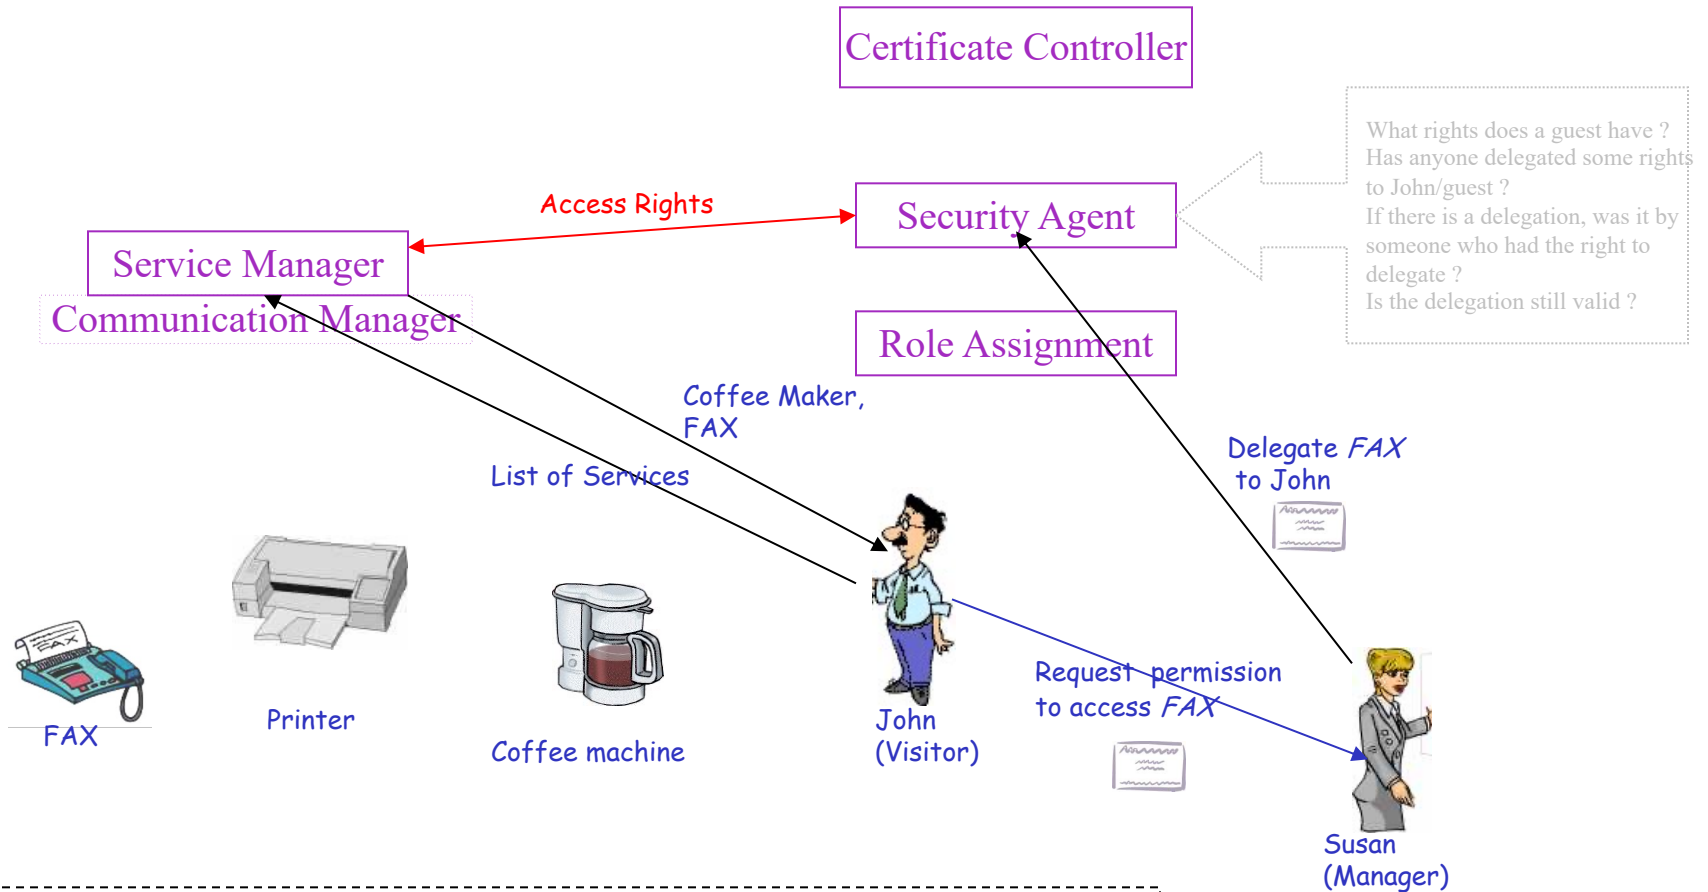 Certificate Controller
What rights does a guest have ?
Has anyone delegated some rights
to John/guest ?
If there is a delegation, was it by
someone who had the right to
delegate ?
Is the delegation still valid ?
Access Rights
Security Agent
Service Manager
Communication Manager
Role Assignment
Coffee Maker,
FAX
List of Services
Delegate FAX
to John
FAX
Printer
Coffee machine
John
(Visitor)
Request permission
to access FAX
Susan
(Manager)
FAX